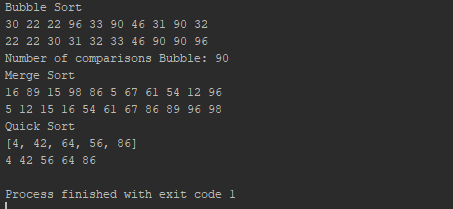 Bubble Sort
30 22 22 96 33 90 46 31 90 32
22 22 30 31 32 33 46 90 90 96
Number of comparisons Bubble: 90
Merge Sort
16 89 15 98 86 5 67 61 54 12 96
5 12 15 16 54 61 67 86 89 96 98
Quick Sort
[4, 42, 64, 56, 86]
4 42 56 64 86
Process finished with exit code 1